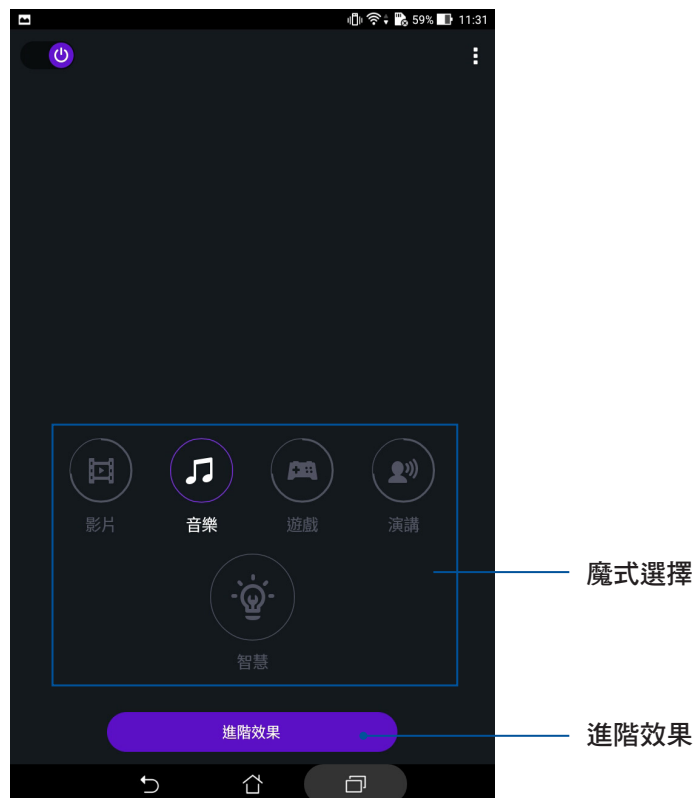 59% 11:31
影片 音樂 遊戲 演講
智慧
魔式選擇
進階效果 進階效果